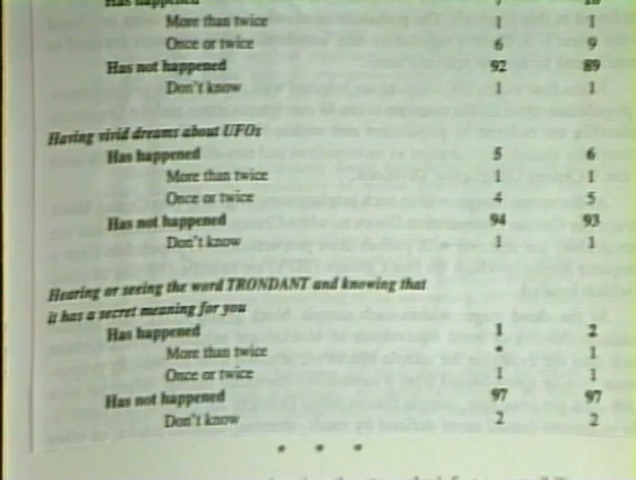 Has happened 7 10
More than twice 1 1
Once or twice 6 9
Has not happened 92 89
Don't know 1 1
Having vivid dreams about UFOs
Has happened 5 6
More than twice 1 1
Once or twice 4 5
Has not happened 94 93
Don't know 1 1
Hearing or seeing the word TRONDANT and knowing that
it has a secret meaning for you
Has happened 1 2
More than twice * 1
Once or twice 1 1
Has not happened 97 97
Don't know 2 2
* * *